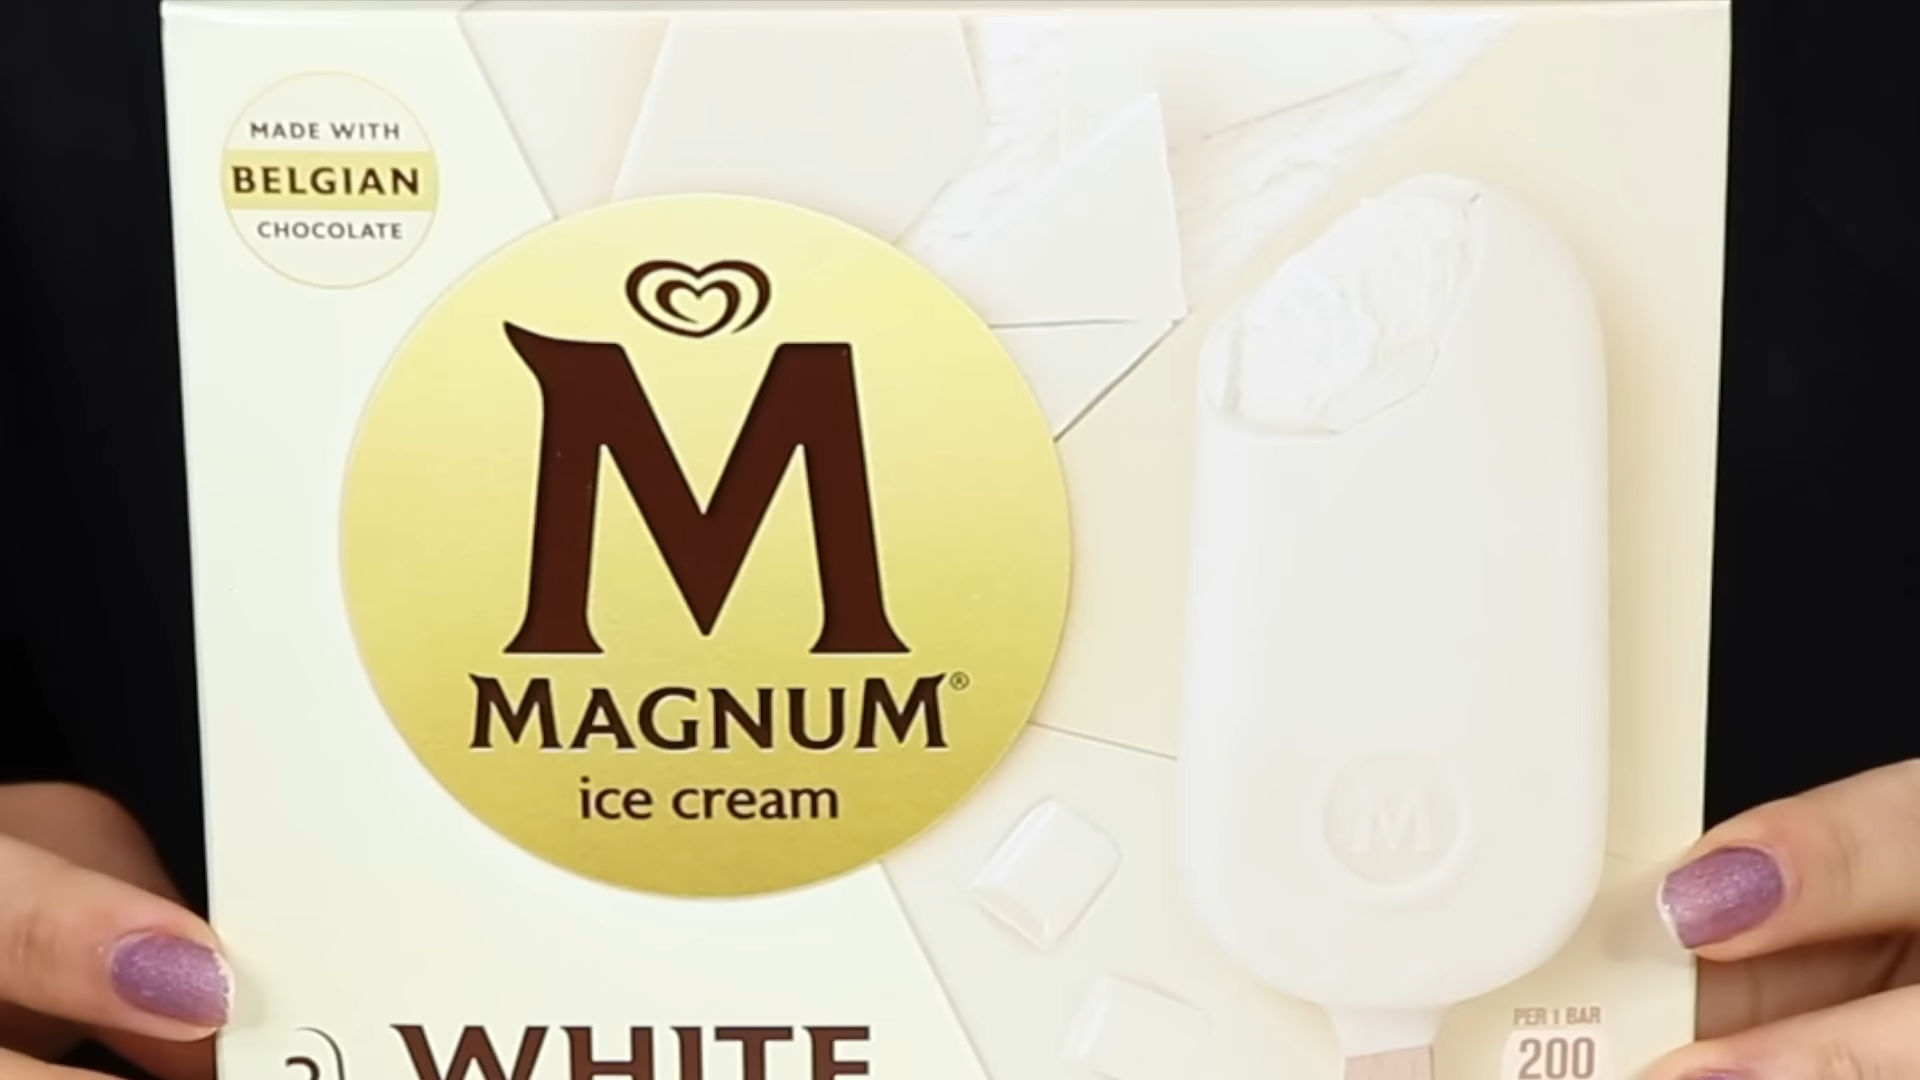 MADE WITH
BELGIAN
CHOCOLATE
M
MAGNUM®
ice cream
M
WHITE
PER 1 BAR
200